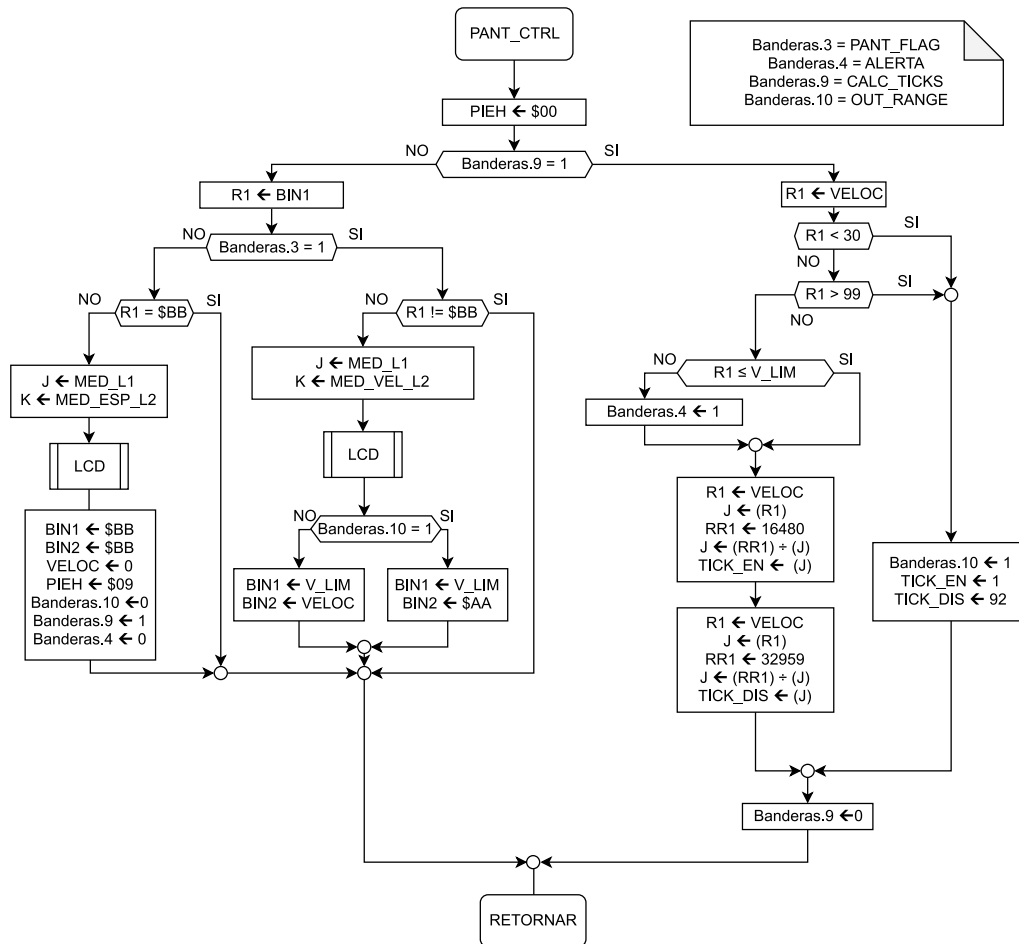 PANT_CTRL
Banderas.3 = PANT_FLAG
Banderas.4 = ALERTA
Banderas.9 = CALC_TICKS
Banderas.10 = OUT_RANGE
PIEH ← $00
NO
Banderas.9 = 1
SI
R1 ← BIN1
R1 ← VELOC
NO
Banderas.3 = 1
SI
R1 < 30
SI
NO
NO
R1 = $BB
SI
NO
R1 != $BB
SI
R1 > 99
SI
NO
J ← MED_L1
K ← MED_ESP_L2
J ← MED_L1
K ← MED_VEL_L2
NO
R1 ≤ V_LIM
SI
Banderas.4 ← 1
LCD
LCD
BIN1 ← $BB
BIN2 ← $BB
VELOC ← 0
PIEH ← $09
Banderas.10 ←0
Banderas.9 ← 1
Banderas.4 ← 0
NO
Banderas.10 = 1
SI
BIN1 ← V_LIM
BIN2 ← VELOC
BIN1 ← V_LIM
BIN2 ← $AA
R1 ← VELOC
J ← (R1)
RR1 ← 16480
J ← (RR1) ÷ (J)
TICK_EN ← (J)
Banderas.10 ← 1
TICK_EN ← 1
TICK_DIS ← 92
R1 ← VELOC
J ← (R1)
RR1 ← 32959
J ← (RR1) ÷ (J)
TICK_DIS ← (J)
Banderas.9 ←0
RETORNAR